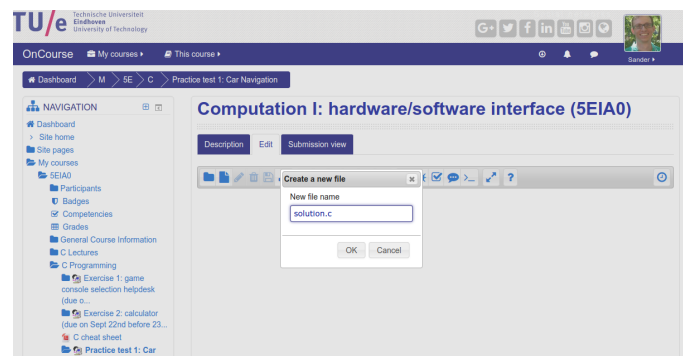 TU/e Technische Universiteit
Eindhoven
University of Technology
OnCourse My courses This course Sander
Dashboard M 5E C Practice test 1: Car Navigation
NAVIGATION
Dashboard
Site home
Site pages
My courses
5EIA0
Participants
Badges
Competencies
Grades
General Course Information
C Lectures
C Programming
Exercise 1: game
console selection helpdesk
(due o...
Exercise 2: calculator
(due on Sept 22nd before 23...
C cheat sheet
Practice test 1: Car
Computation I: hardware/software interface (5EIA0)
Description Edit Submission view
Create a new file
New file name
solution.c
OK Cancel